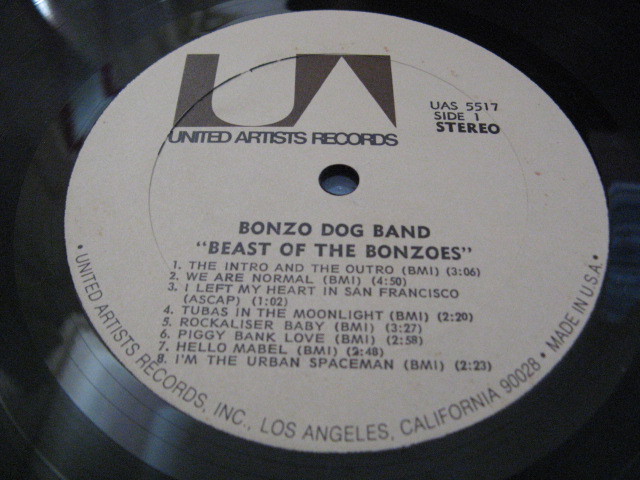 UA
UNITED ARTISTS RECORDS
UAS 5517
SIDE 1
STEREO
BONZO DOG BAND
"BEAST OF THE BONZOES"
1. THE INTRO AND THE OUTRO (BMI) (3:06)
2. WE ARE NORMAL (BMI) (4:50)
3. I LEFT MY HEART IN SAN FRANCISCO
(ASCAP) (1:02)
4. TUBAS IN THE MOONLIGHT (BMI) (2:20)
5. ROCKALISER BABY (BMI) (3:27)
6. PIGGY BANK LOVE (BMI) (2:58)
7. HELLO MABEL (BMI) (2:48)
8. I'M THE URBAN SPACEMAN (BMI) (2:23)
• UNITED ARTISTS RECORDS, INC., LOS ANGELES, CALIFORNIA 90028 • MADE IN U.S.A. •